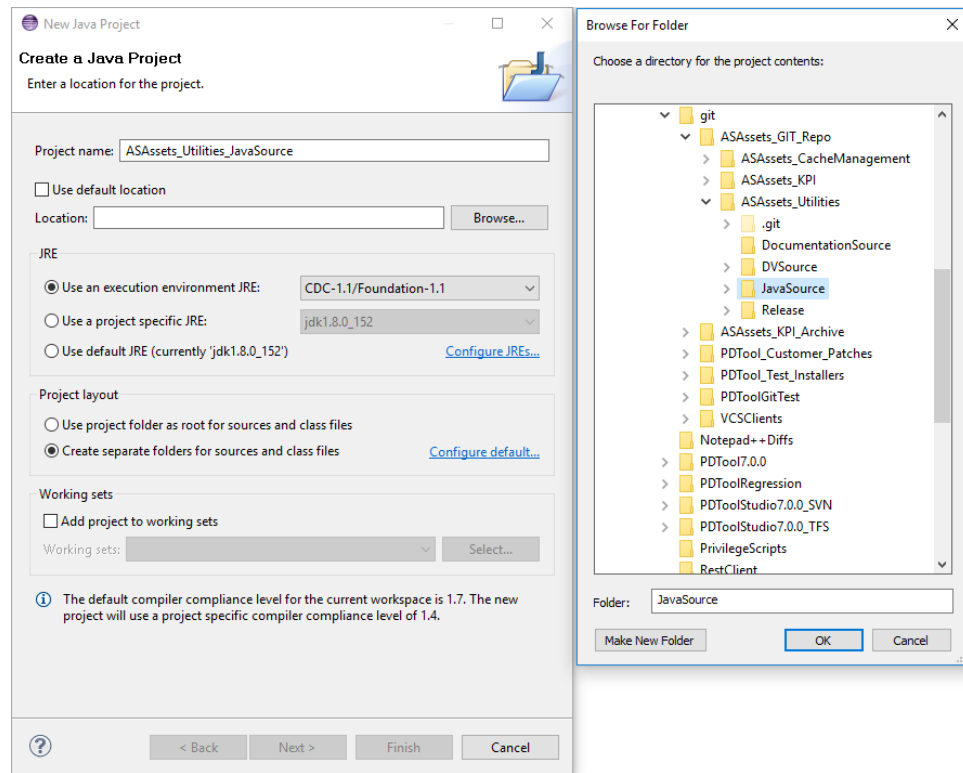 New Java Project
Create a Java Project
Enter a location for the project.
Project name: ASAssets_Utilities_JavaSource
Use default location
Location: Browse...
JRE
Use an execution environment JRE: CDC-1.1/Foundation-1.1
Use a project specific JRE: jdk1.8.0_152
Use default JRE (currently 'jdk1.8.0_152') Configure JREs...
Project layout
Use project folder as root for sources and class files
Create separate folders for sources and class files Configure default...
Working sets
Add project to working sets
Working sets: Select...
The default compiler compliance level for the current workspace is 1.7. The new
project will use a project specific compiler compliance level of 1.4.
< Back Next > Finish Cancel
Browse For Folder
Choose a directory for the project contents:
git
ASAssets_GIT_Repo
ASAssets_CacheManagement
ASAssets_KPI
ASAssets_Utilities
.git
DocumentationSource
DVSource
JavaSource
Release
ASAssets_KPI_Archive
PDTool_Customer_Patches
PDTool_Test_Installers
PDToolGitTest
VCSClients
Notepad++Diffs
PDTool7.0.0
PDToolRegression
PDToolStudio7.0.0_SVN
PDToolStudio7.0.0_TFS
PrivilegeScripts
RestClient
Folder: JavaSource
Make New Folder OK Cancel